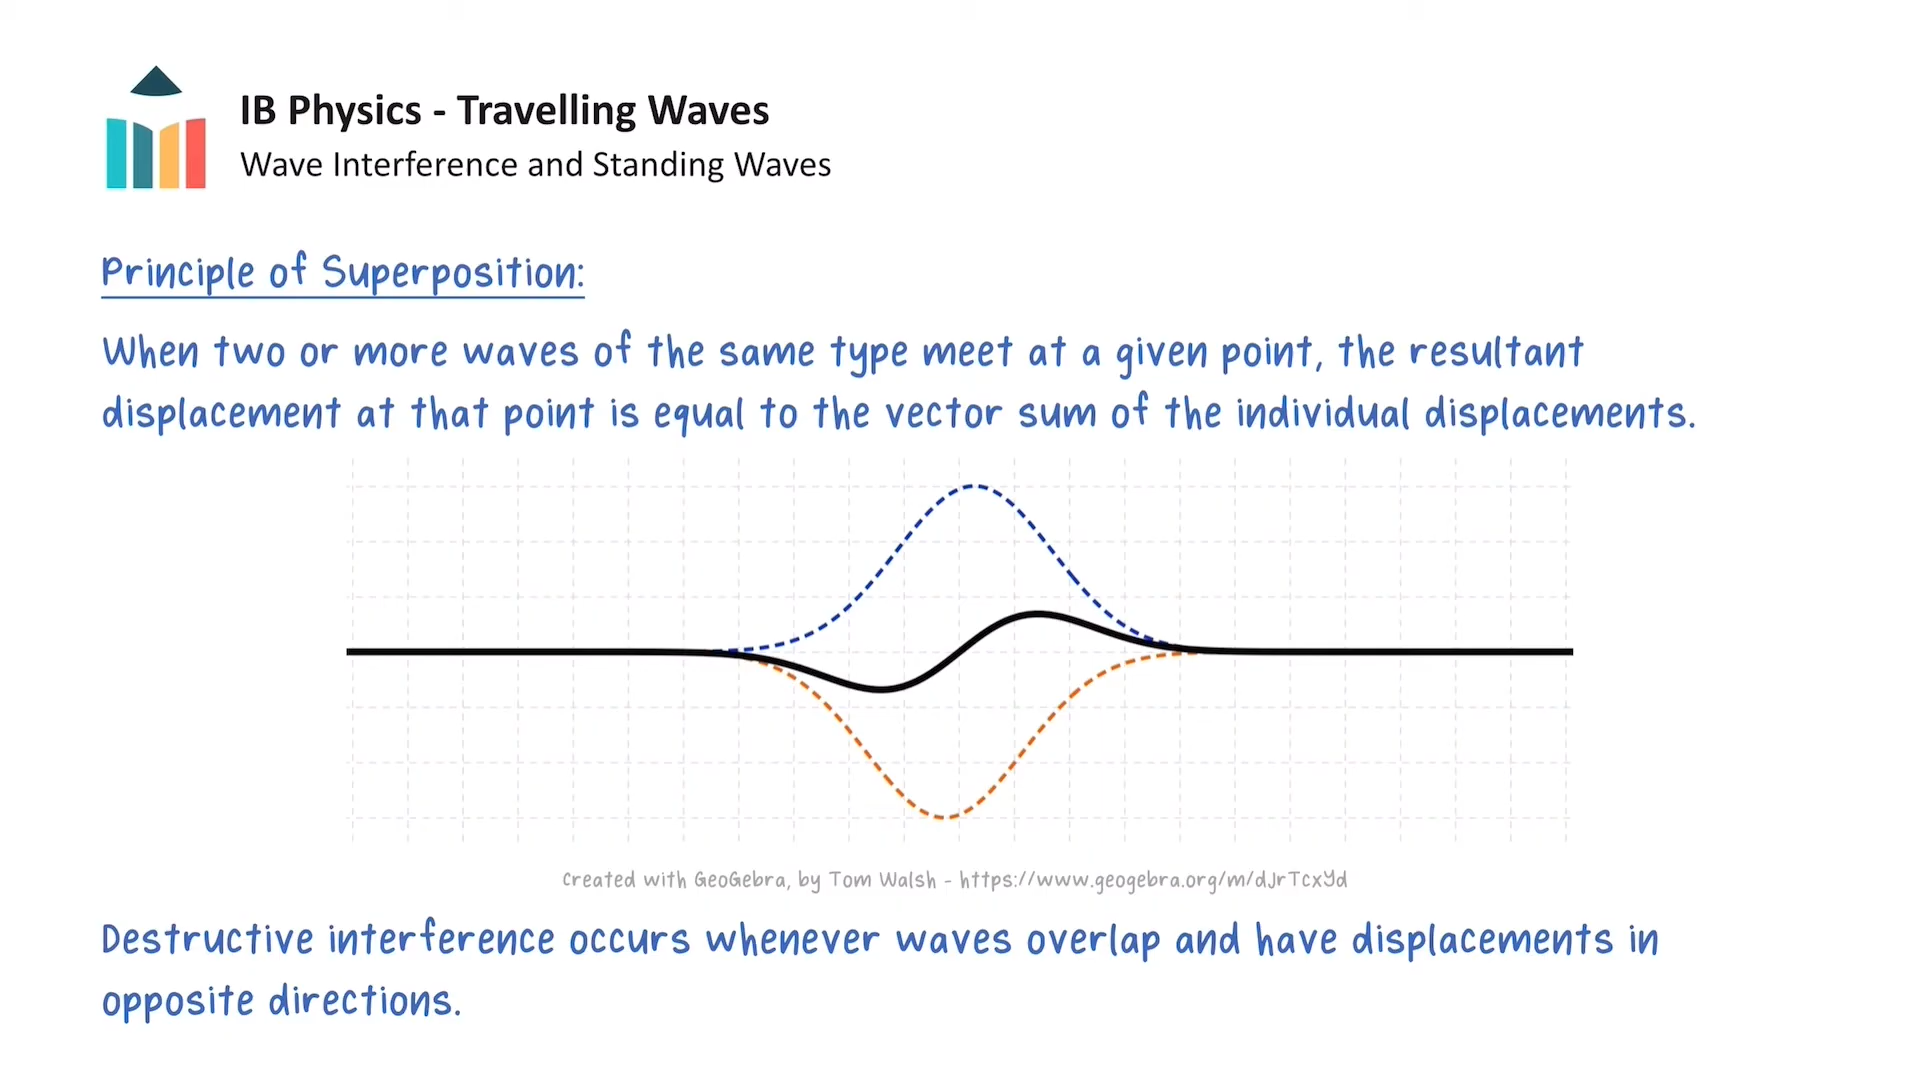 IB Physics - Travelling Waves
Wave Interference and Standing Waves
Principle of Superposition:
When two or more waves of the same type meet at a given point, the resultant
displacement at that point is equal to the vector sum of the individual displacements.
Created with GeoGebra, by Tom Walsh - https://www.geogebra.org/m/dJrTcxYd
Destructive interference occurs whenever waves overlap and have displacements in
opposite directions.